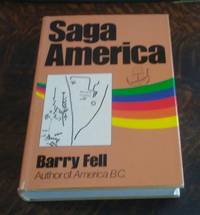 Saga
America
Barry Fell
Author of America B.C.